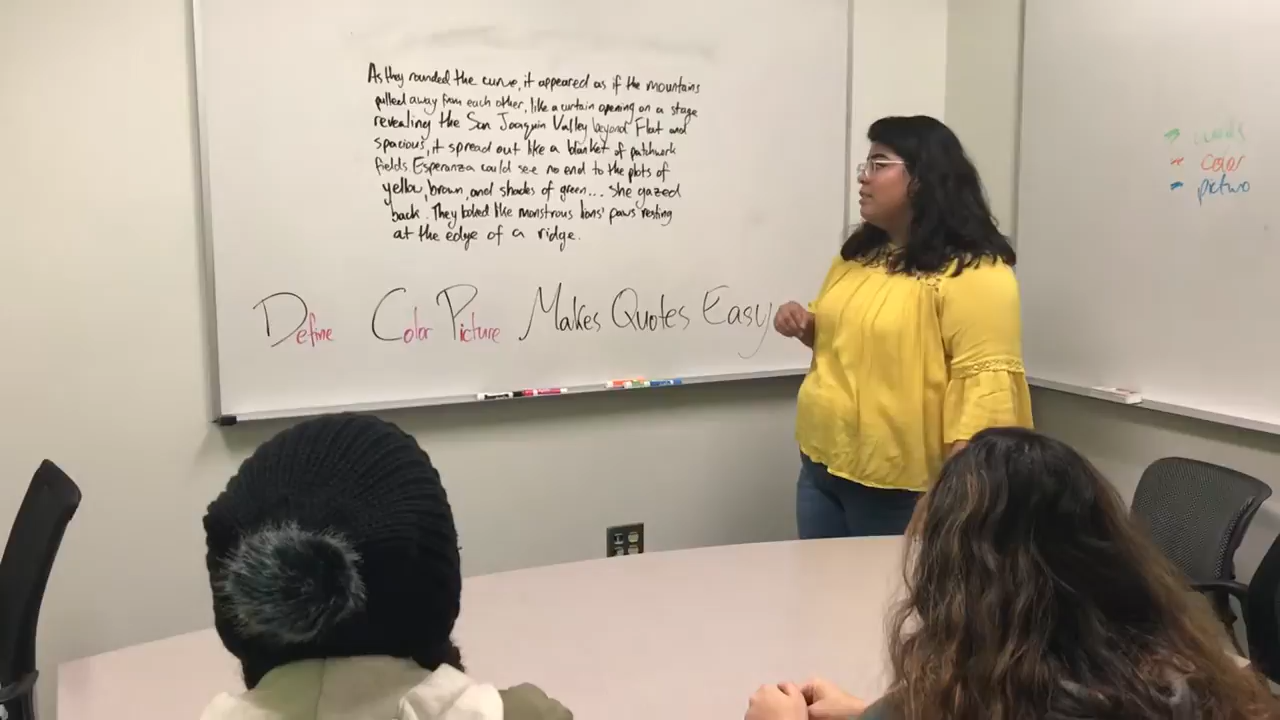 As they rounded the curve, it appeared as if the mountains
pulled away from each other, like a curtain opening on a stage
revealing the San Joaquin Valley beyond Flat and
spacious, it spread out like a blanket of patchwork
fields Esperanza could see no end to the plots of
yellow, brown, and shades of green... She gazed
back. They looked like monstrous lions' paws resting
at the edge of a ridge.
Define Color Picture Makes Quotes Easy
words
color